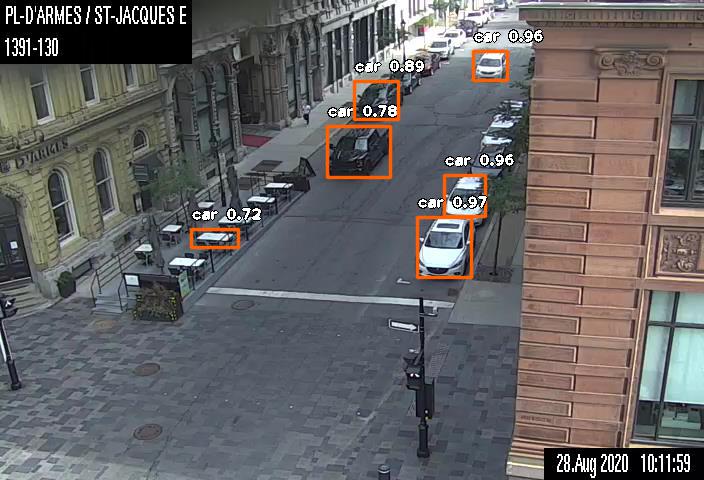 PL-D'ARMES / ST-JACQUES E
1391-130
car 0.96
car 0.89
car 0.78
car 0.96
car 0.97
car 0.72
D'ARMES
28.Aug 2020 10:11:59